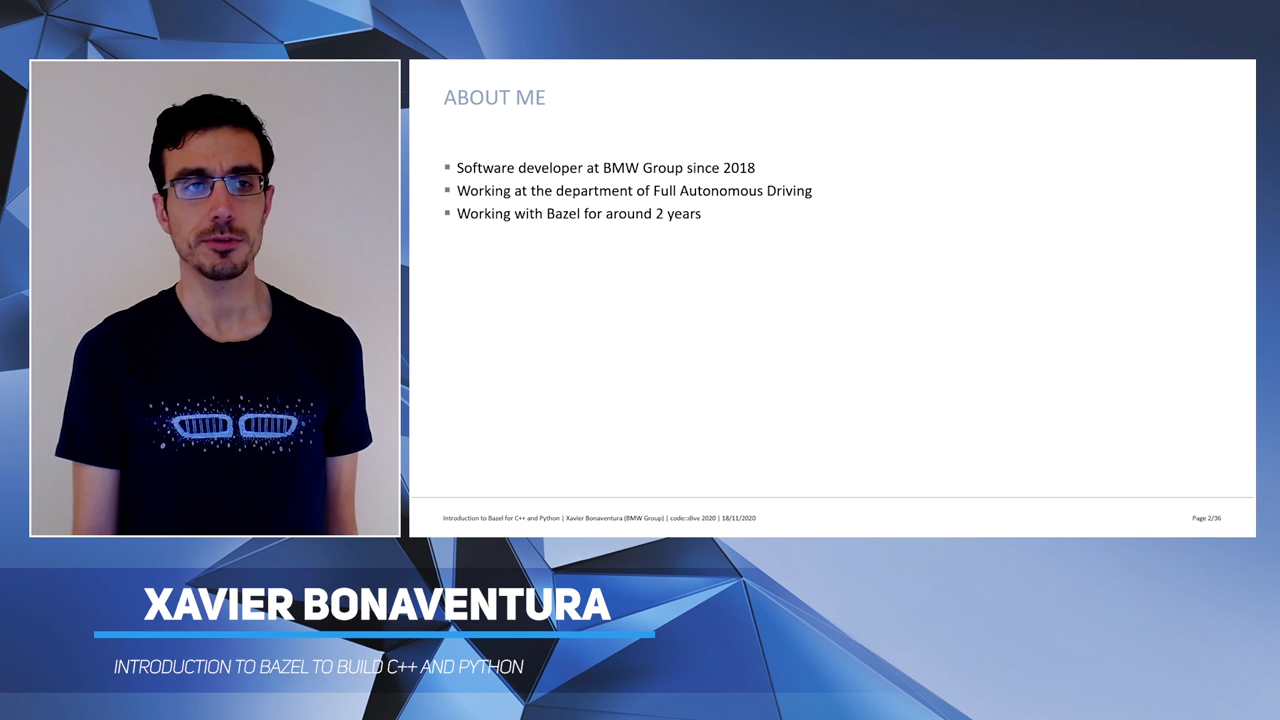 ABOUT ME
Software developer at BMW Group since 2018
Working at the department of Full Autonomous Driving
Working with Bazel for around 2 years
Introduction to Bazel for C++ and Python | Xavier Bonaventura (BMW Group) | code::dive 2020 | 18/11/2020
Page 2/36
XAVIER BONAVENTURA
INTRODUCTION TO BAZEL TO BUILD C++ AND PYTHON